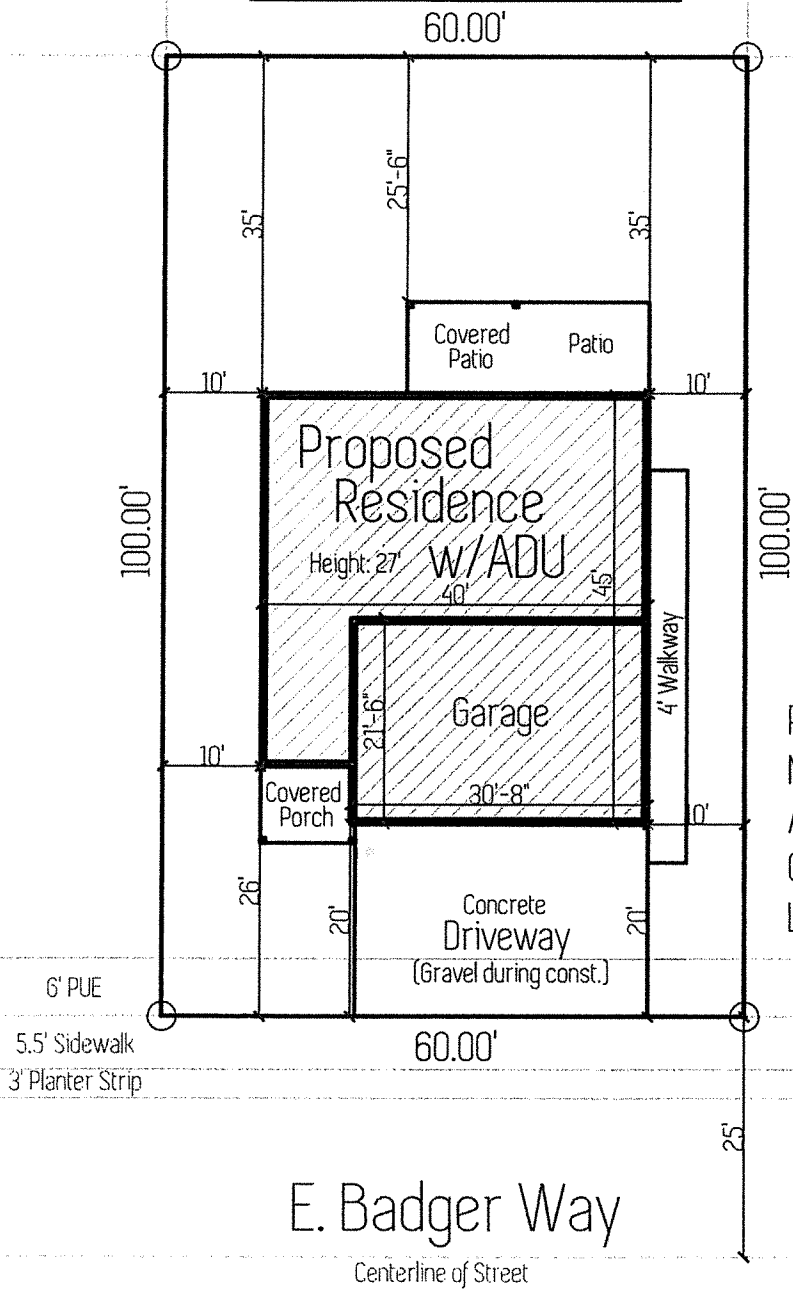 60.00'
25'-6"
35'
35'
Covered
Patio
Patio
10'
10'
Proposed
Residence
Height: 27' w/ADU
40'
45'
100.00'
100.00'
4' Walkway
Garage
21'-6"
30'-8"
10'
Covered
Porch
0'
26'
20'
20'
Concrete
Driveway
(Gravel during const.)
6' PUE
5.5' Sidewalk
60.00'
3' Planter Strip
25'
E. Badger Way
Centerline of Street